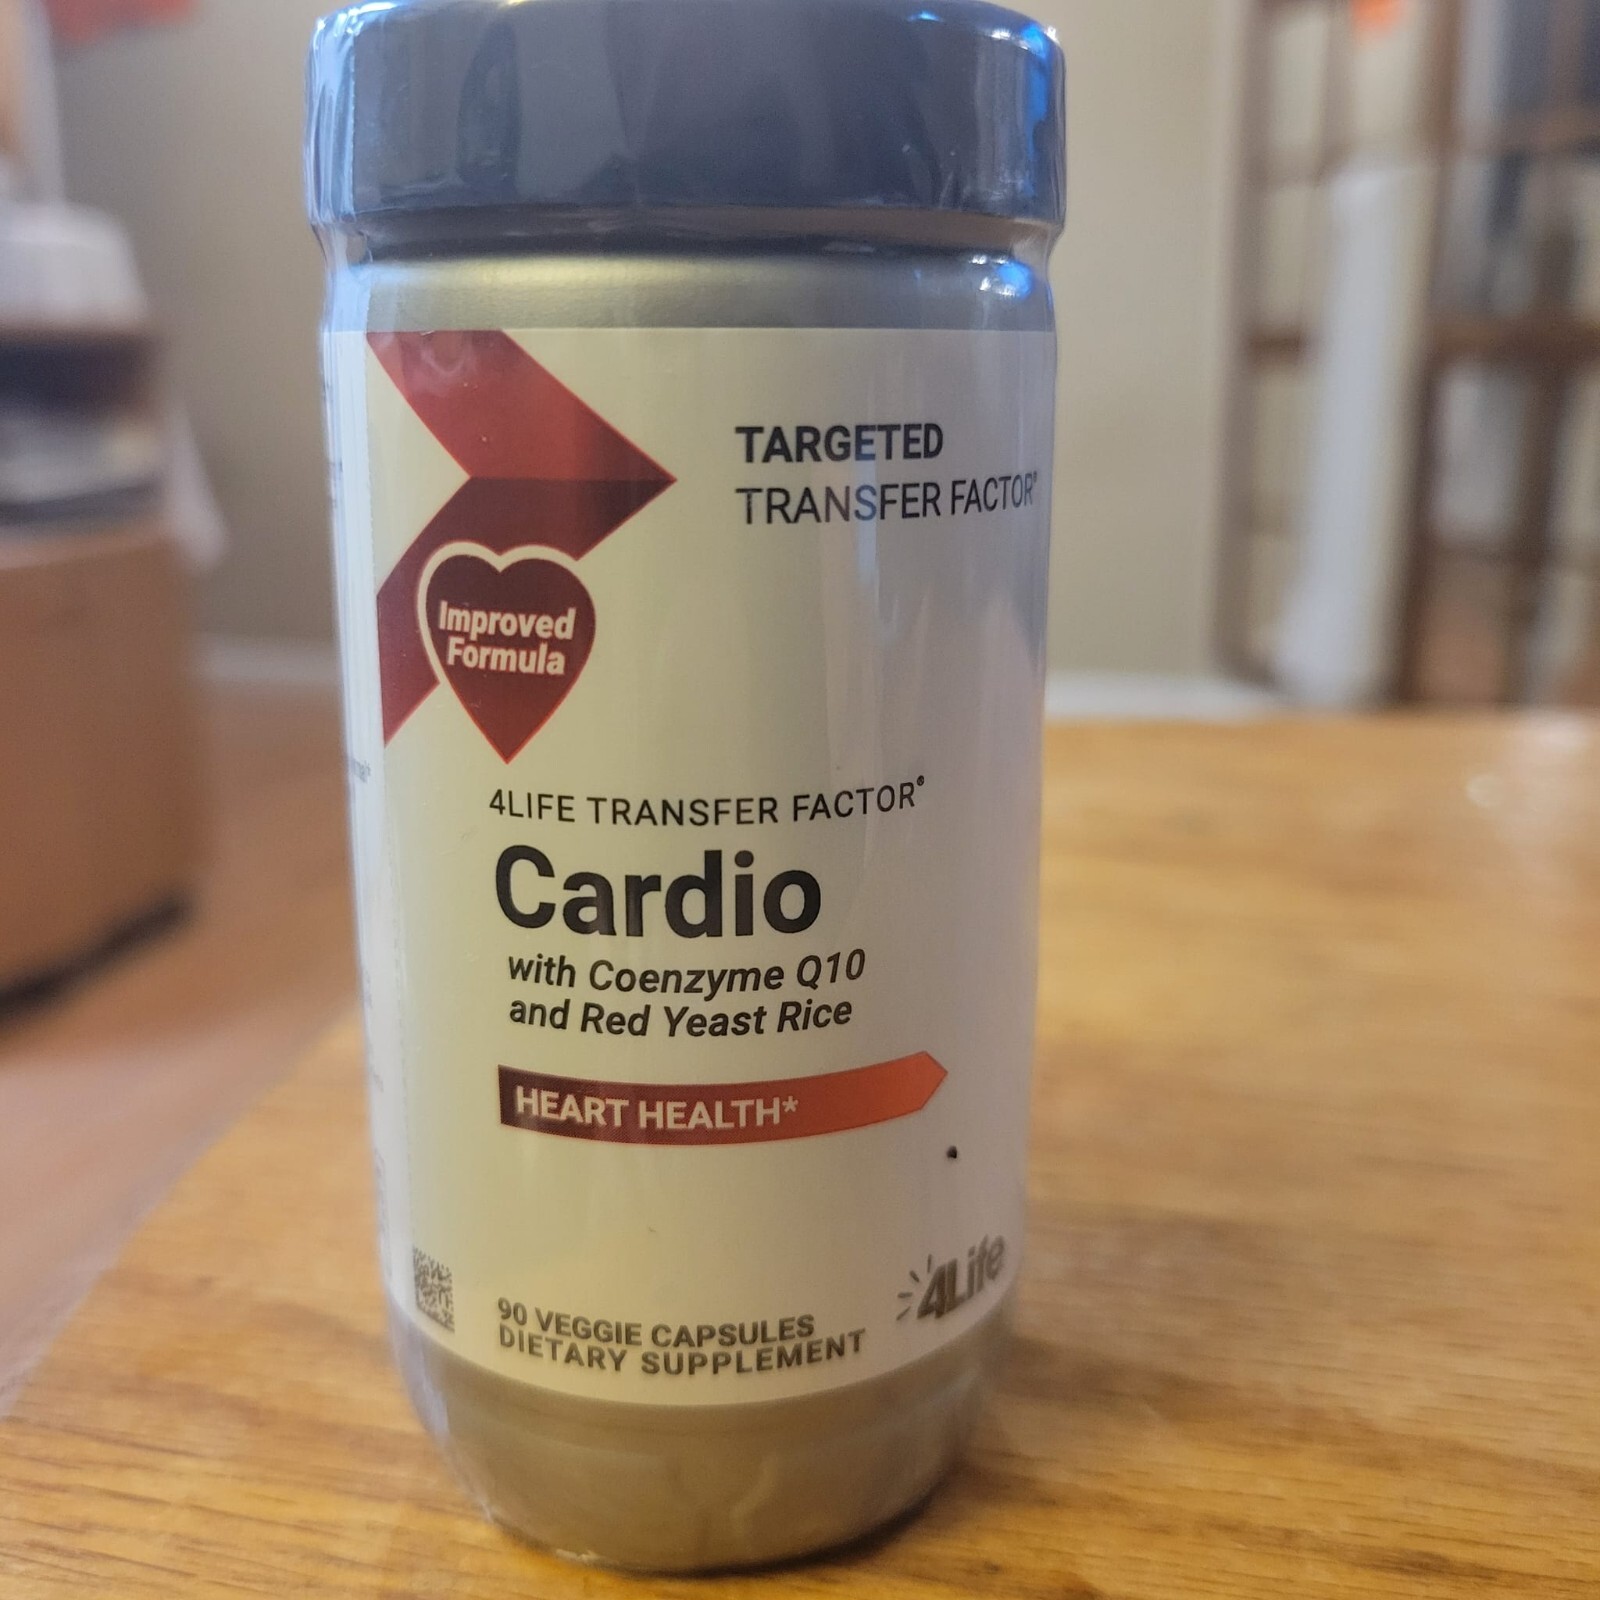 TARGETED
TRANSFER FACTOR®
Improved
Formula
4LIFE TRANSFER FACTOR®
Cardio
with Coenzyme Q10
and Red Yeast Rice
HEART HEALTH*
4Life
90 VEGGIE CAPSULES
DIETARY SUPPLEMENT